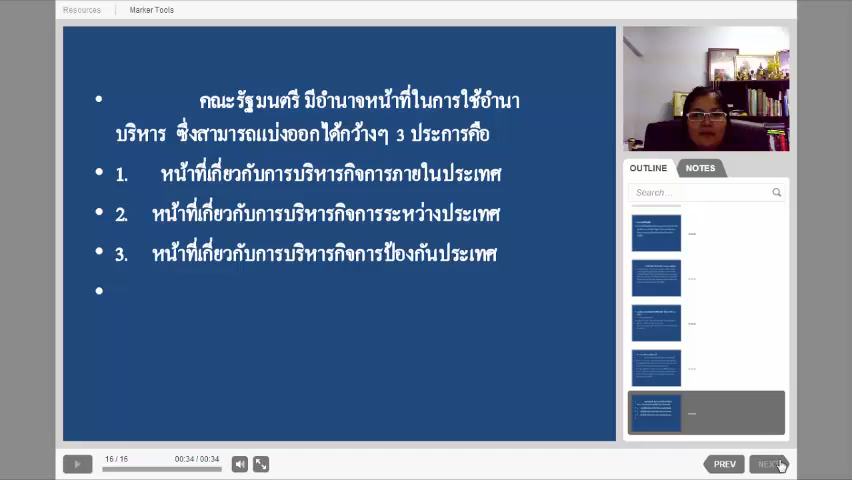 Resources
Marker Tools
คณะรัฐมนตรี มีอำนาจหน้าที่ในการใช้อำนา
บริหาร ซึ่งสามารถแบ่งออกได้กว้างๆ 3 ประการคือ
1. หน้าที่เกี่ยวกับการบริหารกิจการภายในประเทศ
2. หน้าที่เกี่ยวกับการบริหารกิจการระหว่างประเทศ
3. หน้าที่เกี่ยวกับการบริหารกิจการป้องกันประเทศ
OUTLINE
NOTES
Search...
16 / 16
00:34 / 00:34
PREV
NEXT